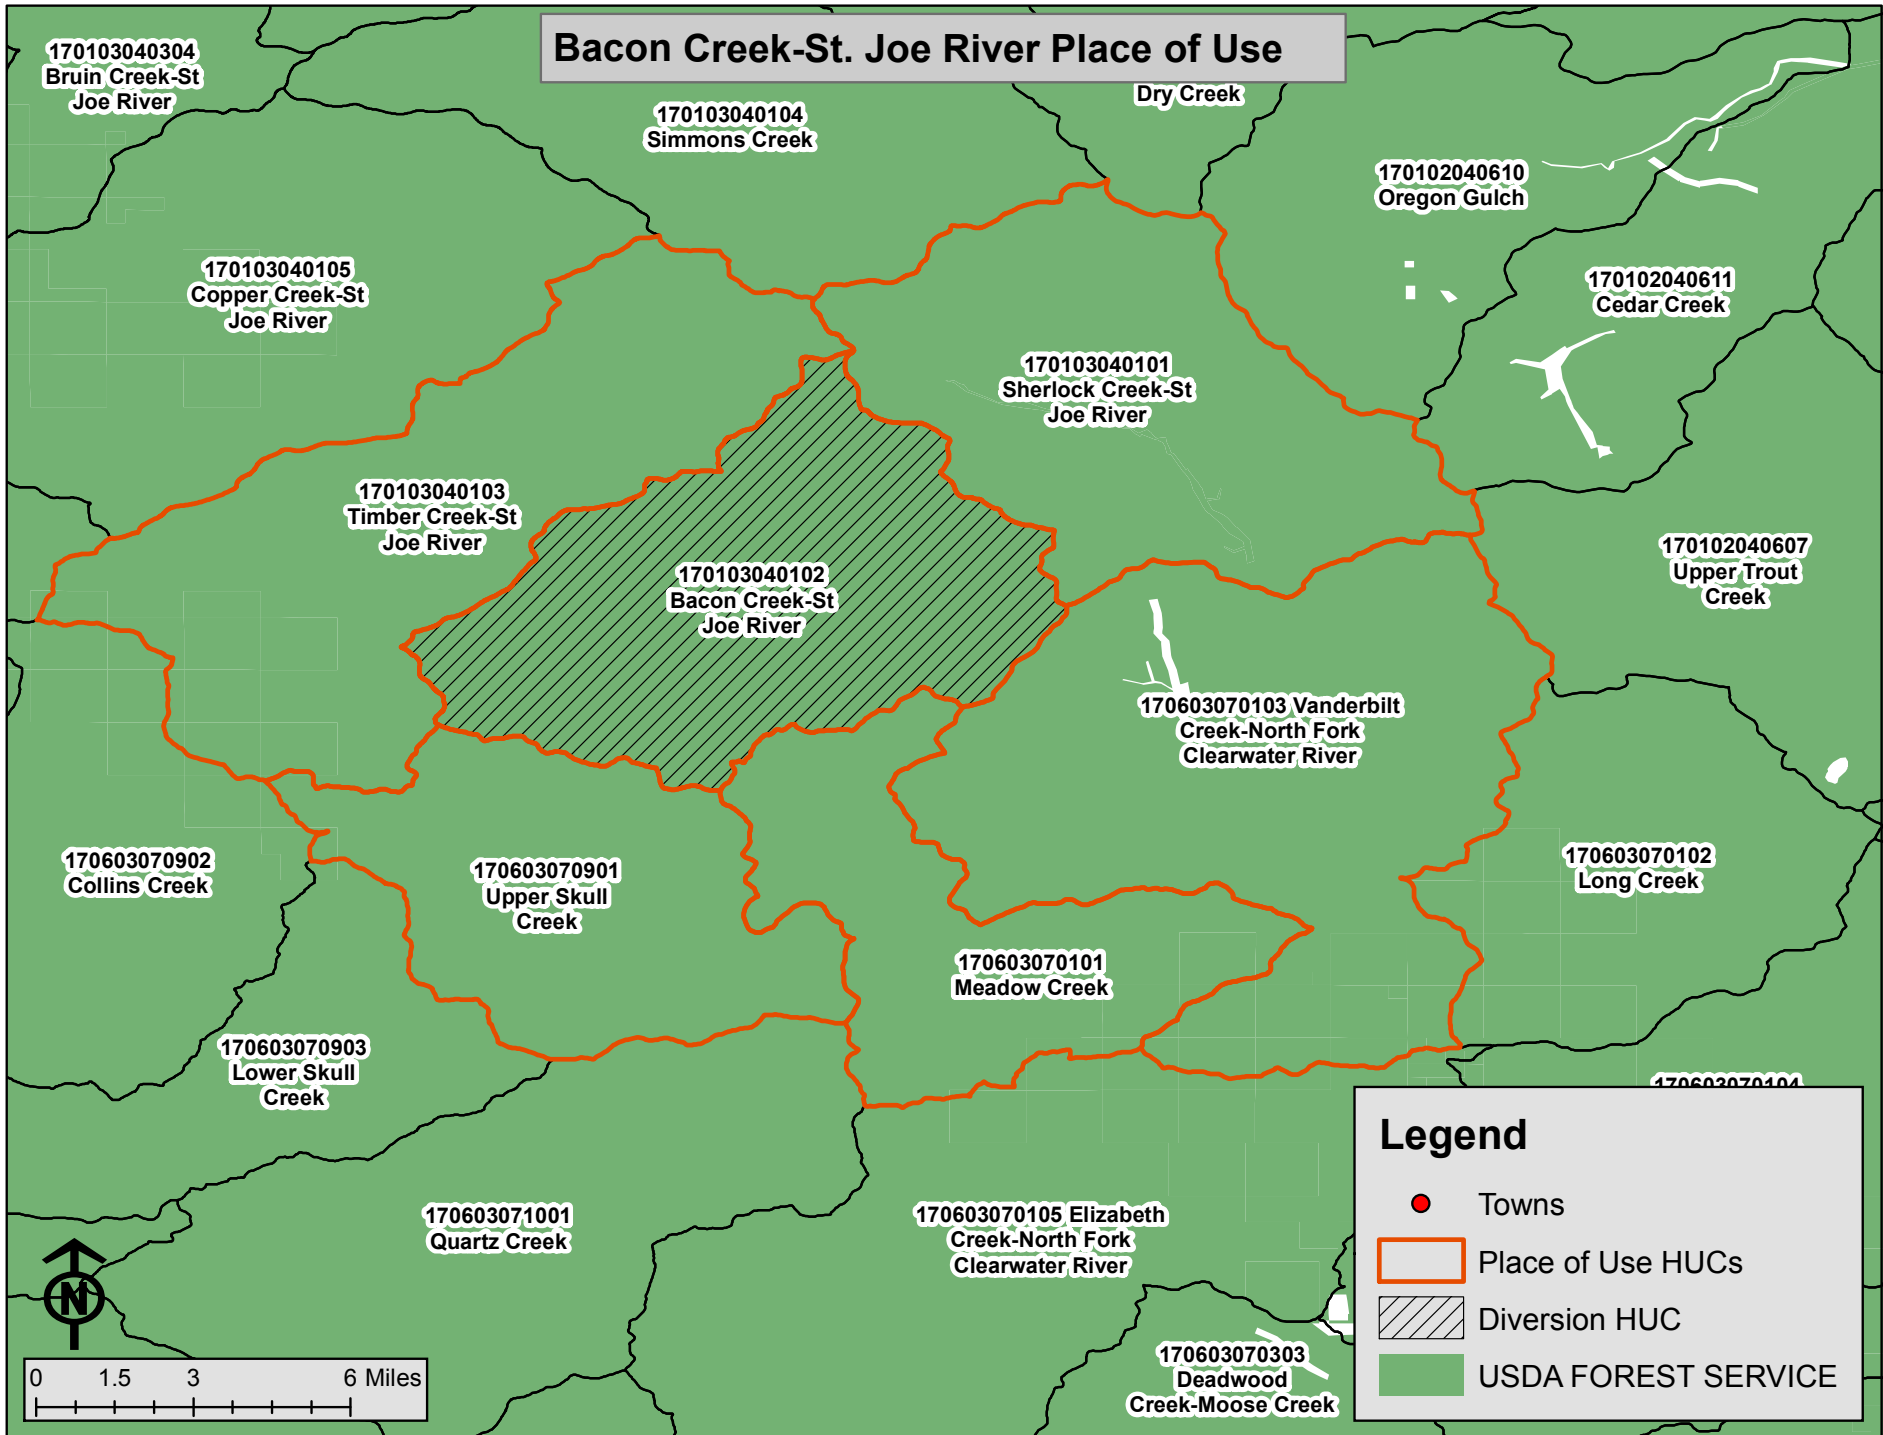 Bacon Creek-St. Joe River Place of Use
170103040304
Bruin Creek-St
Joe River
170103040104
Simmons Creek
Dry Creek
170102040610
Oregon Gulch
170103040105
Copper Creek-St
Joe River
170102040611
Cedar Creek
170103040101
Sherlock Creek-St
Joe River
170103040103
Timber Creek-St
Joe River
170102040607
Upper Trout
Creek
170103040102
Bacon Creek-St
Joe River
170603070103 Vanderbilt
Creek-North Fork
Clearwater River
170603070902
Collins Creek
170603070901
Upper Skull
Creek
170603070102
Long Creek
170603070101
Meadow Creek
170603070903
Lower Skull
Creek
170603070104
170603071001
Quartz Creek
170603070105 Elizabeth
Creek-North Fork
Clearwater River
170603070303
Deadwood
Creek-Moose Creek
Legend
Towns
Place of Use HUCs
Diversion HUC
USDA FOREST SERVICE
N
0 1.5 3 6 Miles